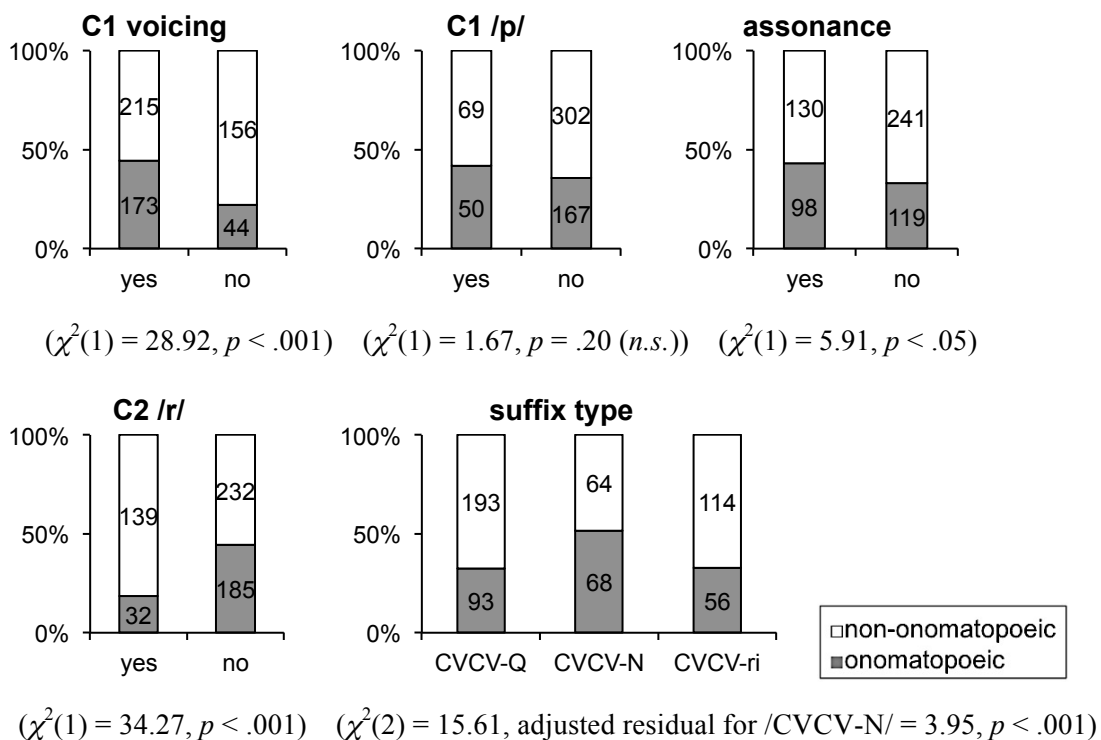 C1 voicing
100%
50%
0%
215
156
173
44
yes no
(χ²(1) = 28.92, p < .001)
C1 /p/
100%
50%
0%
69
302
50
167
yes no
(χ²(1) = 1.67, p = .20 (n.s.))
assonance
100%
50%
0%
130
241
98
119
yes no
(χ²(1) = 5.91, p < .05)
C2 /r/
100%
50%
0%
139
232
32
185
yes no
(χ²(1) = 34.27, p < .001)
suffix type
100%
50%
0%
193
64
114
93
68
56
CVCV-Q CVCV-N CVCV-ri
(χ²(2) = 15.61, adjusted residual for /CVCV-N/ = 3.95, p < .001)
non-onomatopoeic
onomatopoeic